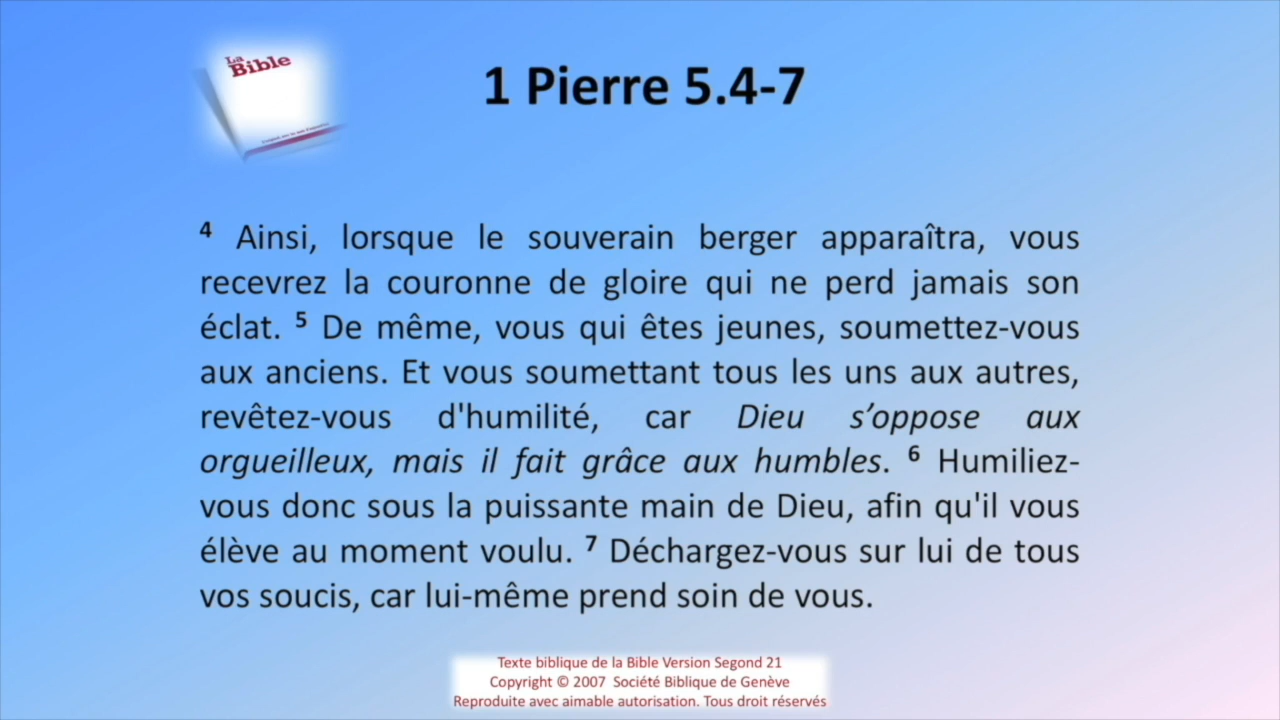 La
Bible
1 Pierre 5.4-7
4 Ainsi, lorsque le souverain berger apparaîtra, vous
recevrez la couronne de gloire qui ne perd jamais son
éclat. 5 De même, vous qui êtes jeunes, soumettez-vous
aux anciens. Et vous soumettant tous les uns aux autres,
revêtez-vous d'humilité, car Dieu s’oppose aux
orgueilleux, mais il fait grâce aux humbles. 6 Humiliez-
vous donc sous la puissante main de Dieu, afin qu'il vous
élève au moment voulu. 7 Déchargez-vous sur lui de tous
vos soucis, car lui-même prend soin de vous.
Texte biblique de la Bible Version Segond 21
Copyright © 2007 Société Biblique de Genève
Reproduite avec aimable autorisation. Tous droit réservés